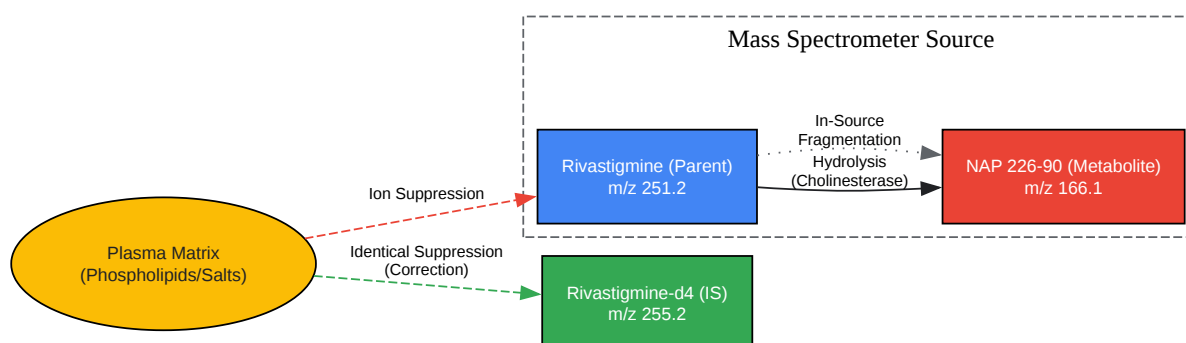 Mass Spectrometer Source
In-Source
Fragmentation
Rivastigmine (Parent)
m/z 251.2
Hydrolysis
(Cholinesterase)
NAP 226-90 (Metabolite)
m/z 166.1
Ion Suppression
Plasma Matrix
(Phospholipids/Salts)
Identical Suppression
(Correction)
Rivastigmine-d4 (IS)
m/z 255.2